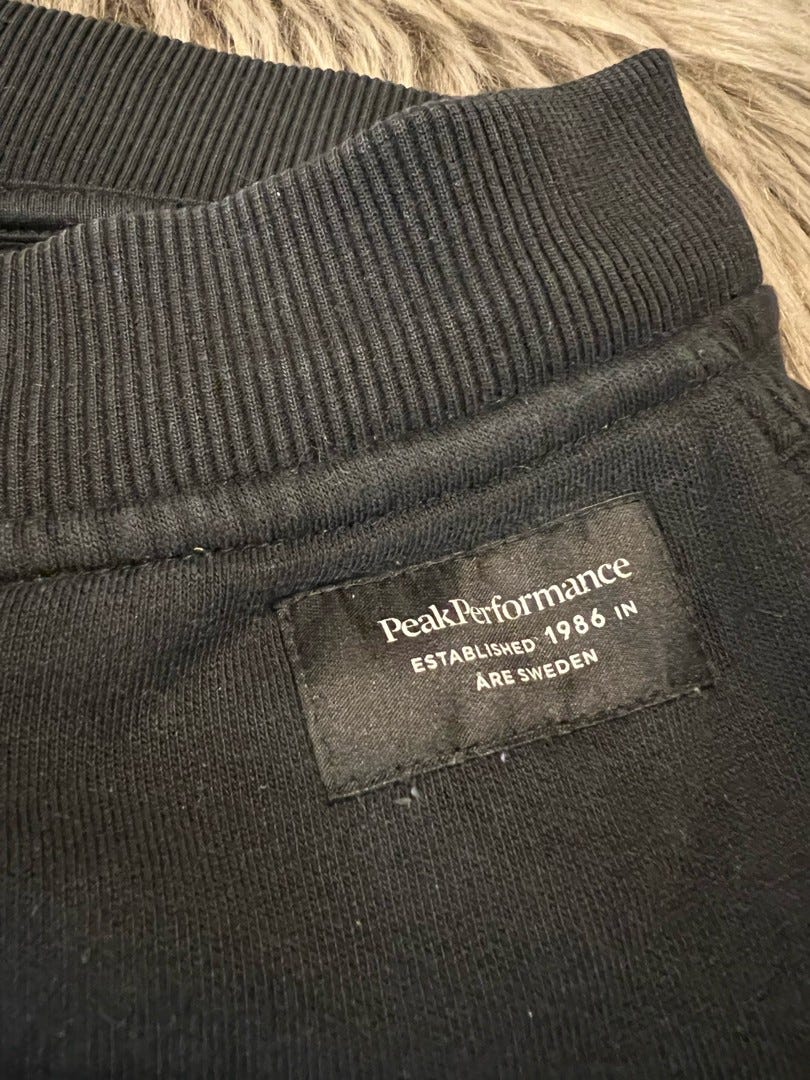 PeakPerformance
ESTABLISHED 1986 IN
ÅRE SWEDEN